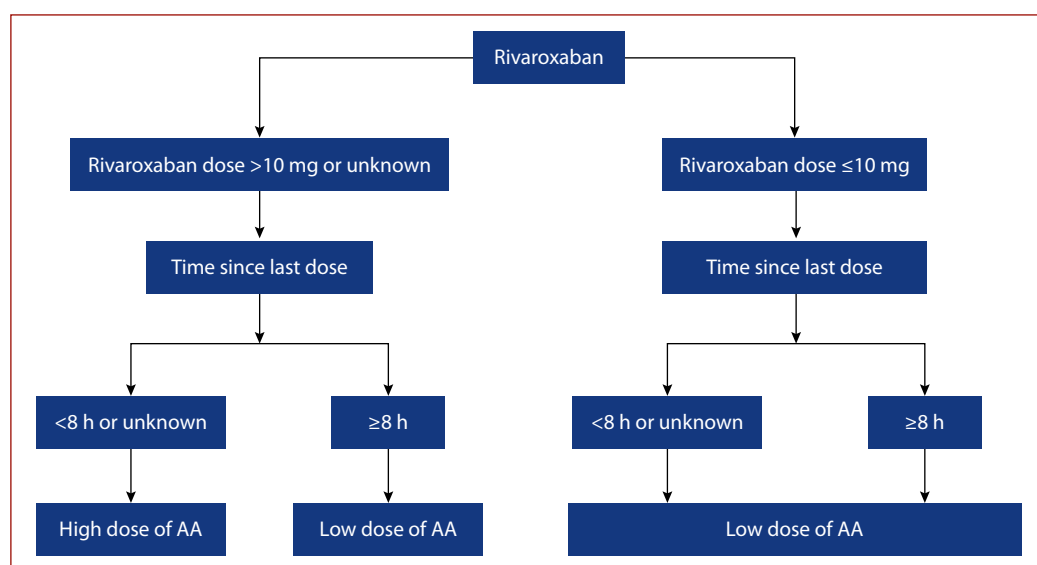 Rivaroxaban
Rivaroxaban dose >10 mg or unknown
Rivaroxaban dose ≤10 mg
Time since last dose
Time since last dose
<8 h or unknown
≥8 h
<8 h or unknown
≥8 h
High dose of AA
Low dose of AA
Low dose of AA